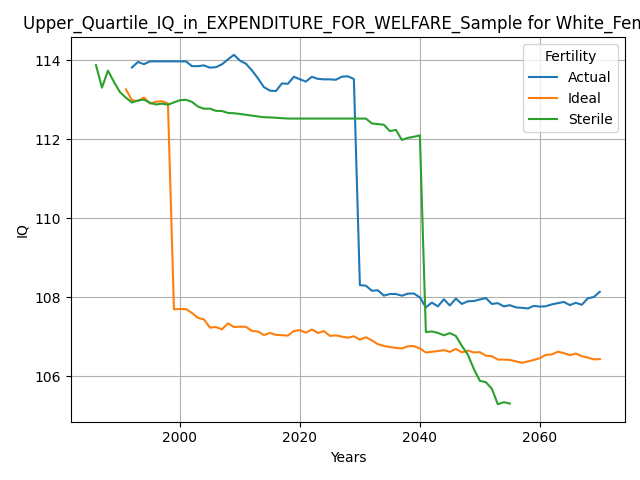 Upper_Quartile_IQ_in_EXPENDITURE_FOR_WELFARE_Sample for White_Fem
Fertility
Actual
Ideal
Sterile
114
112
110
108
106
IQ
2000
2020
2040
2060
Years